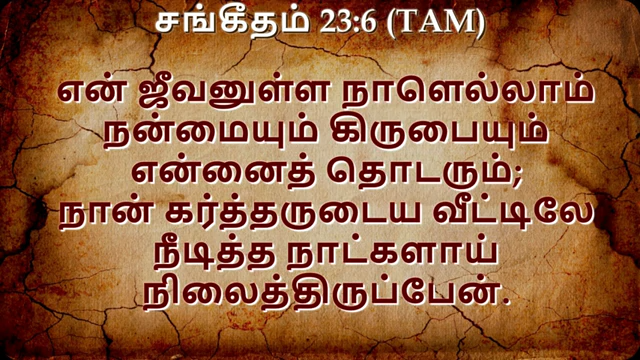 சங்கீதம் 23:6 (TAM)
என் ஜீவனுள்ள நாளெல்லாம்
நன்மையும் கிருபையும்
என்னைத் தொடரும்;
நான் கர்த்தருடைய வீட்டிலே
நீடித்த நாட்களாய்
நிலைத்திருப்பேன்.